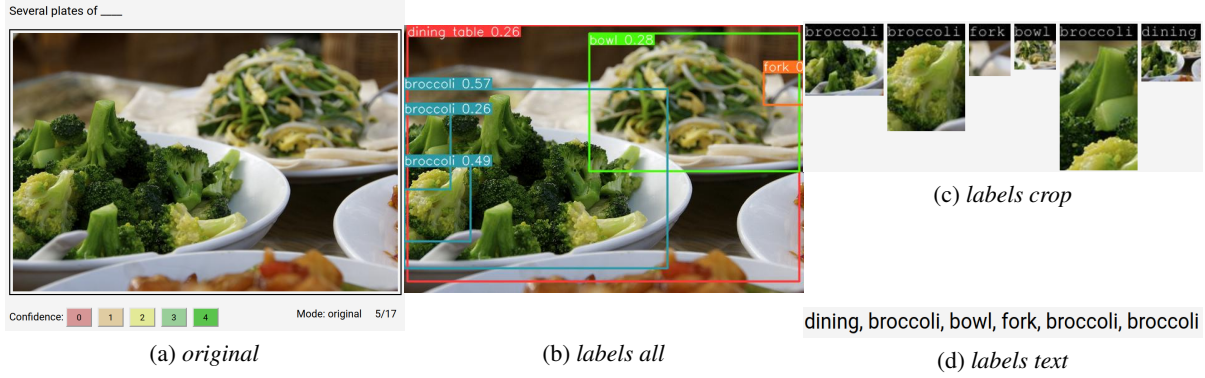 Several plates of ____
Confidence: 0 1 2 3 4 Mode: original 5/17
(a) original
dining table 0.26
bowl 0.28
fork 0
broccoli 0.57
broccoli 0.26
broccoli 0.49
(b) labels all
broccoli broccoli fork bowl broccoli dining
(c) labels crop
dining, broccoli, bowl, fork, broccoli, broccoli
(d) labels text